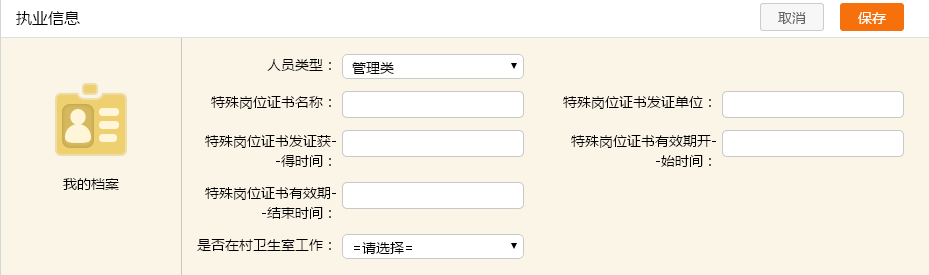 执业信息
取消
保存
人员类型：
管理类
特殊岗位证书名称：
特殊岗位证书发证单位：
特殊岗位证书发证获-
-得时间：
特殊岗位证书有效期开-
-始时间：
我的档案
特殊岗位证书有效期-
-结束时间：
是否在村卫生室工作：
=请选择=